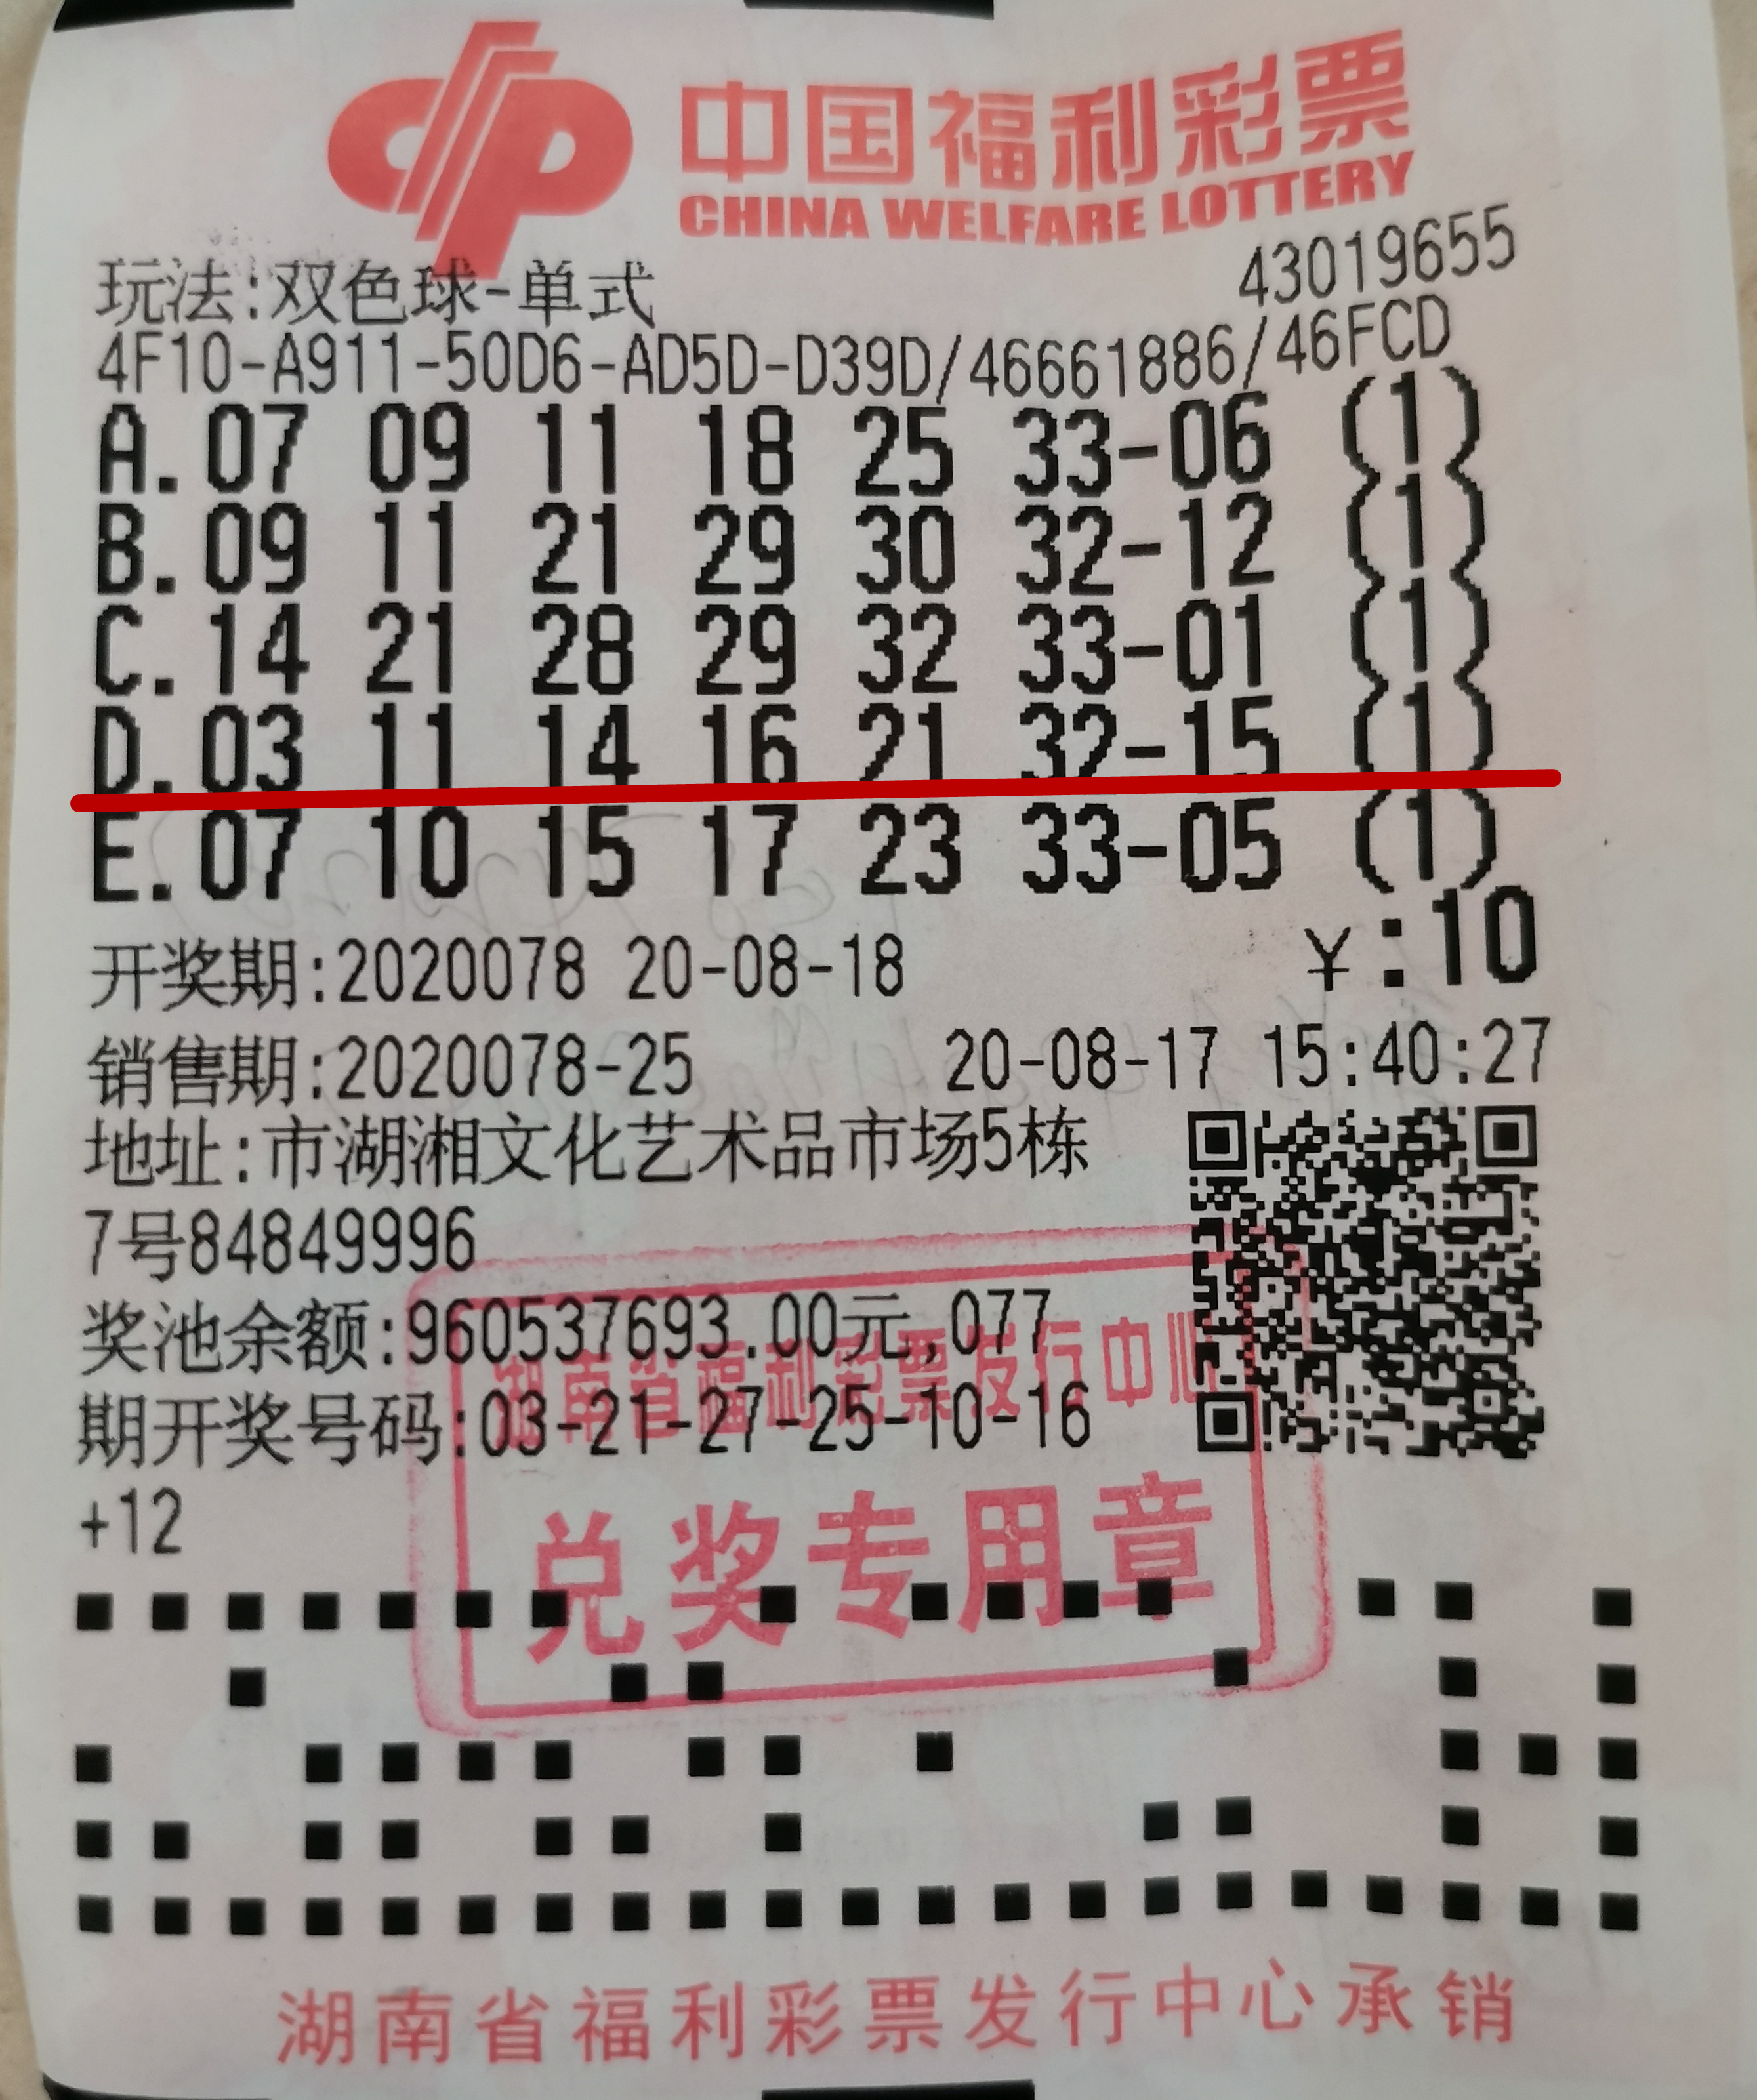 中国福利彩票
CHINA WELFARE LOTTERY
43019655
玩法:双色球-单式
4F10-A911-50D6-AD5D-D39D/46661886/46FCD
A.07 09 11 18 25 33-06 (1)
B.09 11 21 29 30 32-12 (1)
C.14 21 28 29 32 33-01 (1)
D.03 11 14 16 21 32-15 (1)
E.07 10 15 17 23 33-05 (1)
¥:10
开奖期:2020078 20-08-18
销售期:2020078-25 20-08-17 15:40:27
地址:市湖湘文化艺术品市场5栋
7号84849996
奖池余额:960537693.00元,077
湖南省福利彩票发行中心
期开奖号码:03-21-27-25-10-16
+12
兑奖专用章
湖南省福利彩票发行中心承销